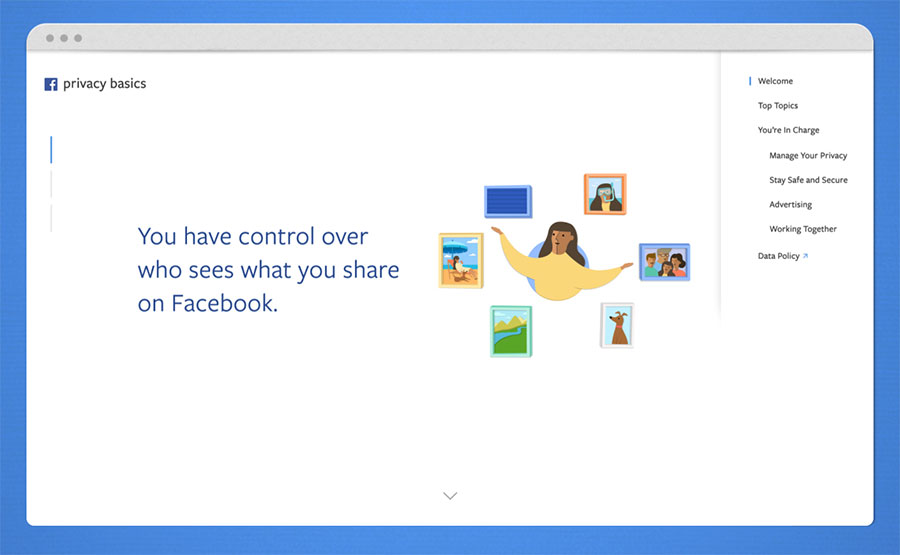 privacy basics
You have control over
who sees what you share
on Facebook.
Welcome
Top Topics
You're In Charge
Manage Your Privacy
Stay Safe and Secure
Advertising
Working Together
Data Policy